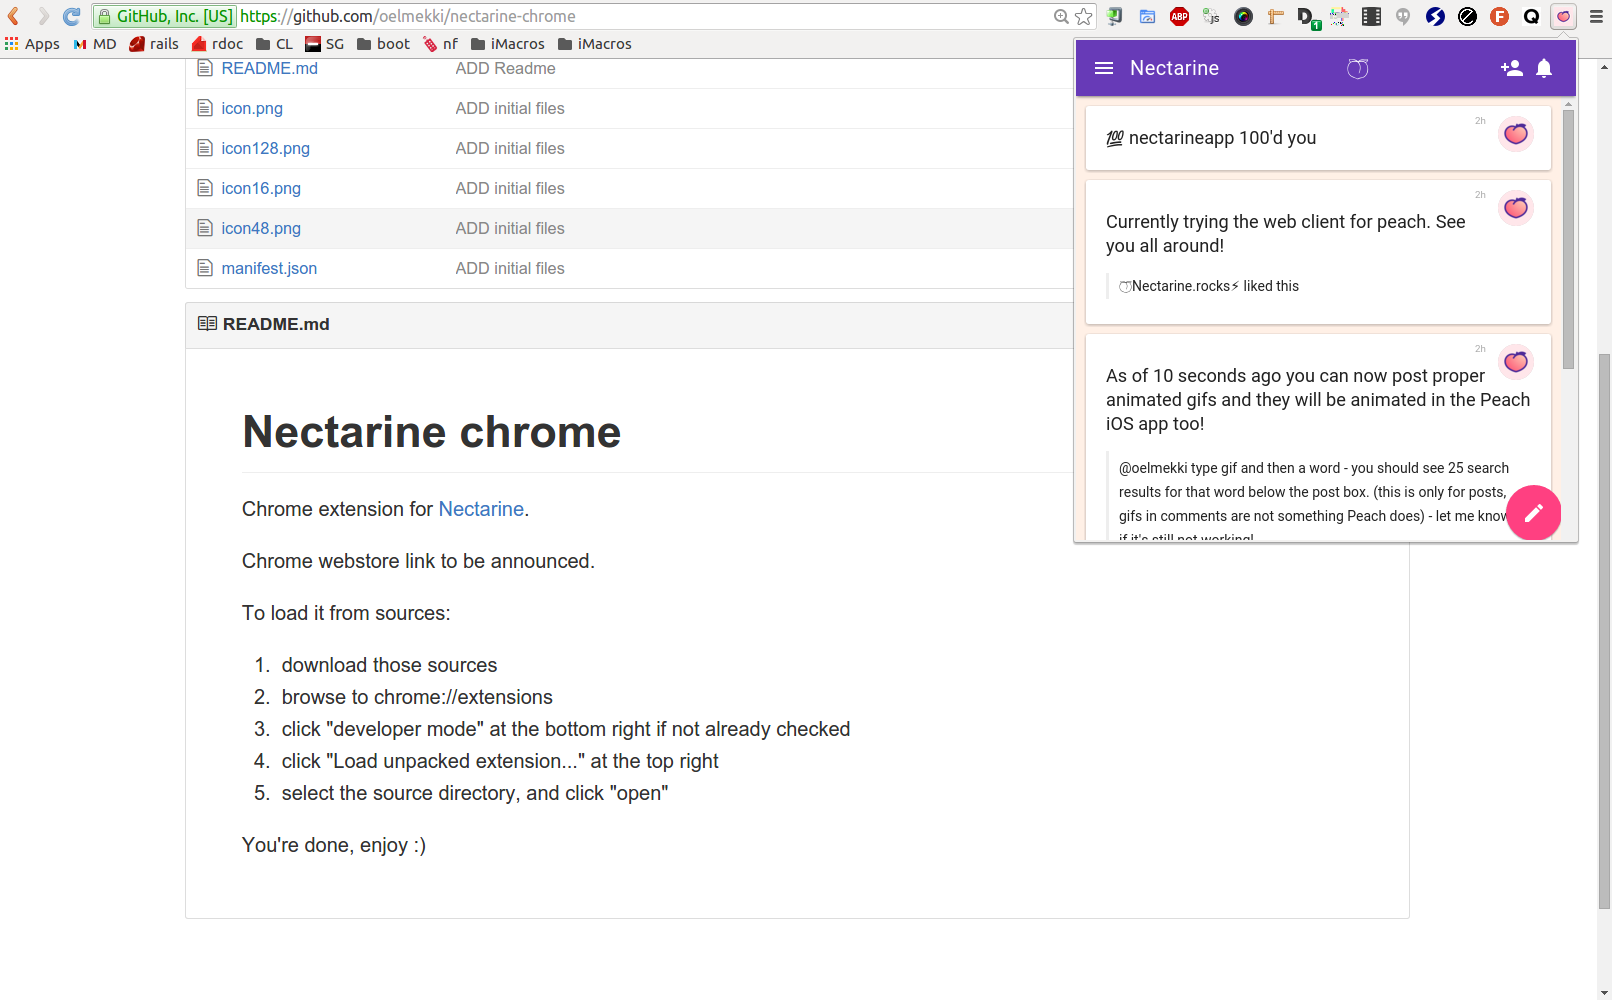 GitHub, Inc. [US] https://github.com/oelmekki/nectarine-chrome
ABP js D 1 S F Q
Apps MD rails rdoc CL SG boot nf iMacros iMacros
README.md ADD Readme
icon.png ADD initial files
icon128.png ADD initial files
icon16.png ADD initial files
icon48.png ADD initial files
manifest.json ADD initial files
README.md
Nectarine chrome
Chrome extension for Nectarine.
Chrome webstore link to be announced.
To load it from sources:
1. download those sources
2. browse to chrome://extensions
3. click "developer mode" at the bottom right if not already checked
4. click "Load unpacked extension..." at the top right
5. select the source directory, and click "open"
You're done, enjoy :)
Nectarine
2h
💯 nectarineapp 100'd you
2h
Currently trying the web client for peach. See
you all around!
🍑Nectarine.rocks⚡ liked this
2h
As of 10 seconds ago you can now post proper
animated gifs and they will be animated in the Peach
iOS app too!
@oelmekki type gif and then a word - you should see 25 search
results for that word below the post box. (this is only for posts,
gifs in comments are not something Peach does) - let me know
if it's still not working!